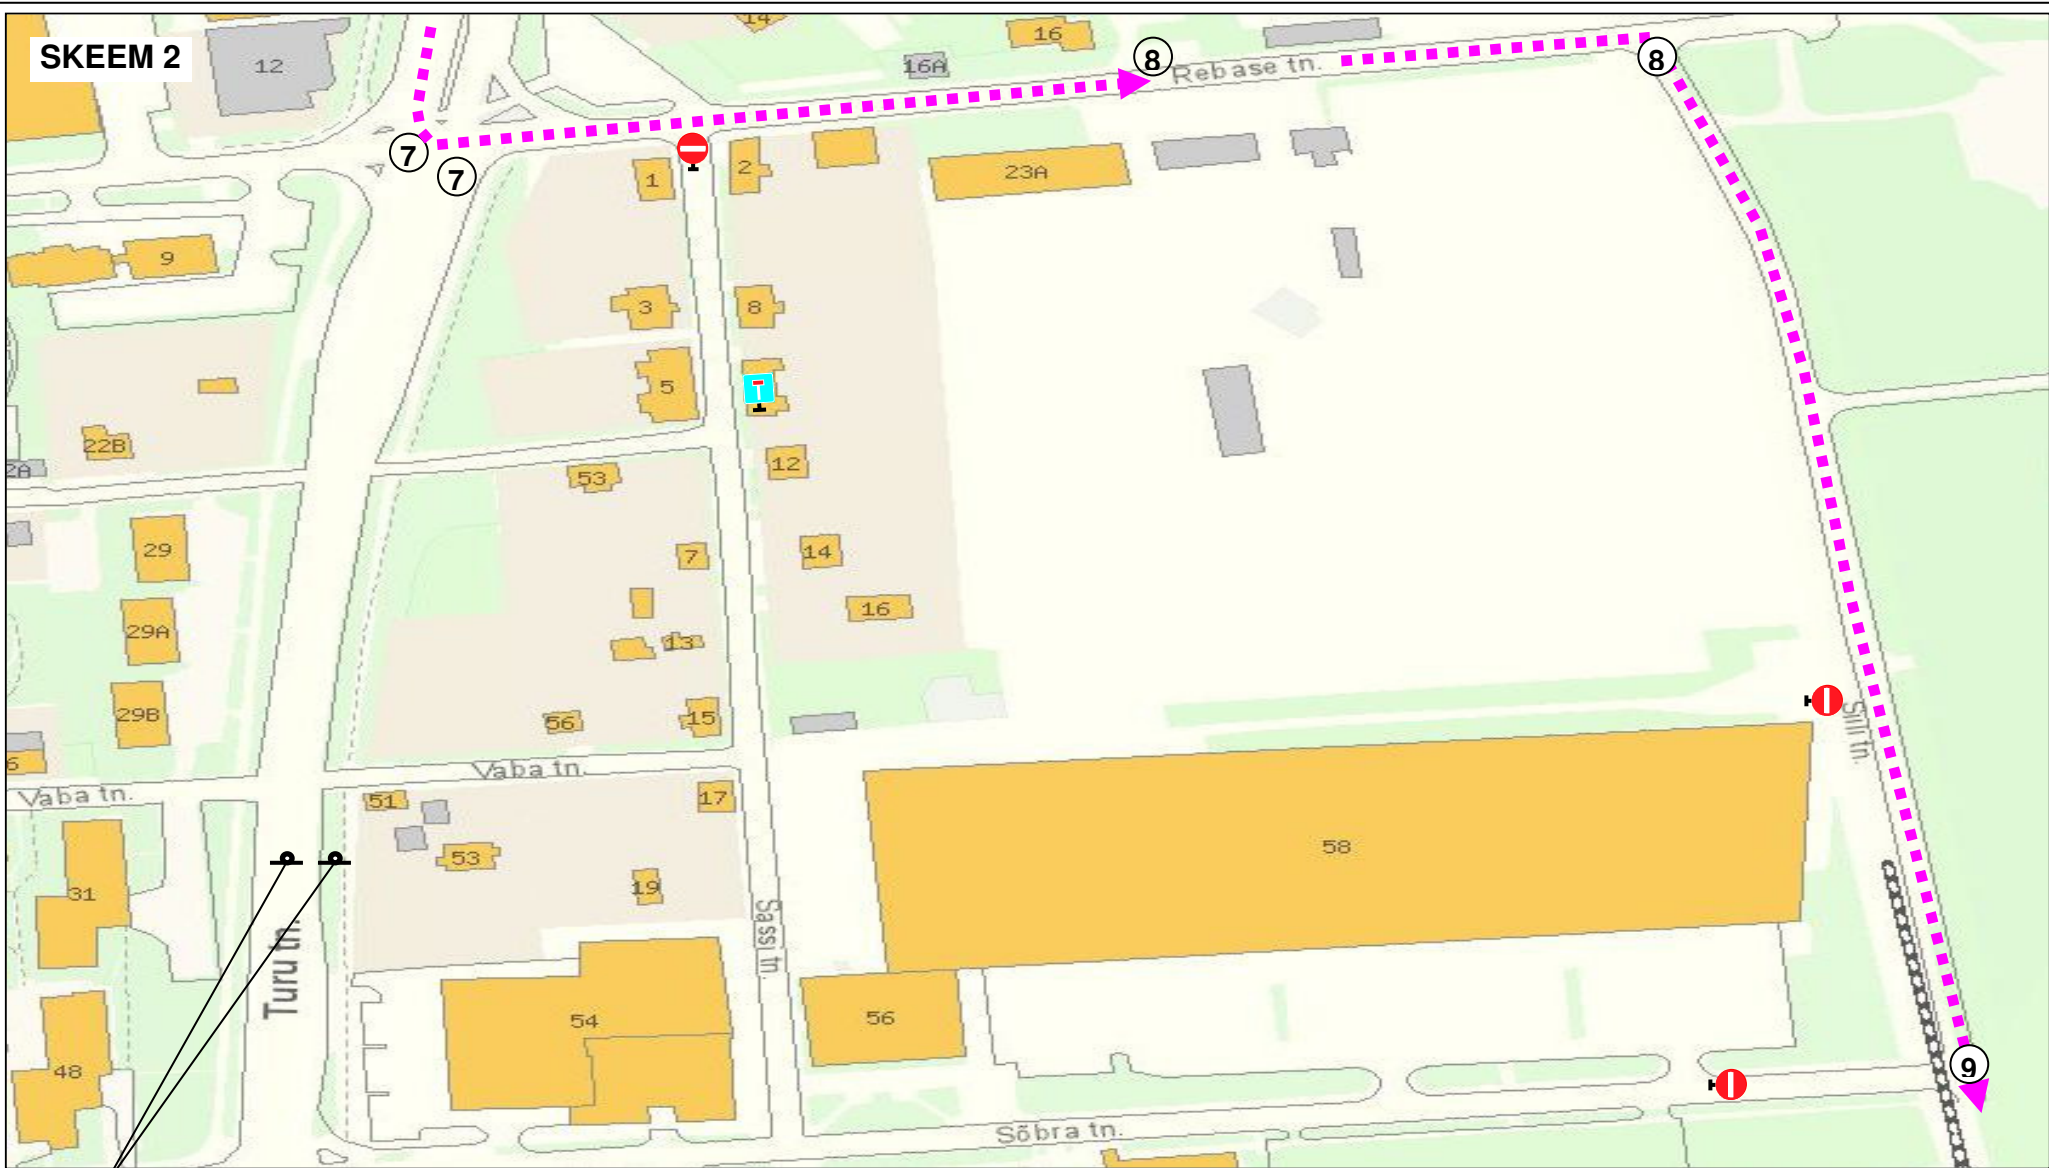 14
SKEEM 2
12
16
16A
8
Rebase tn.
8
7
7
1
2
23A
9
3
8
5
22B
2A
12
53
29
7
14
16
29A
13
29B
56
15
Sili tn.
6
Vaba tn.
Vaba tn.
51
17
53
58
31
19
Sassi tn.
Turu tn.
54
56
48
9
Sõbra tn.